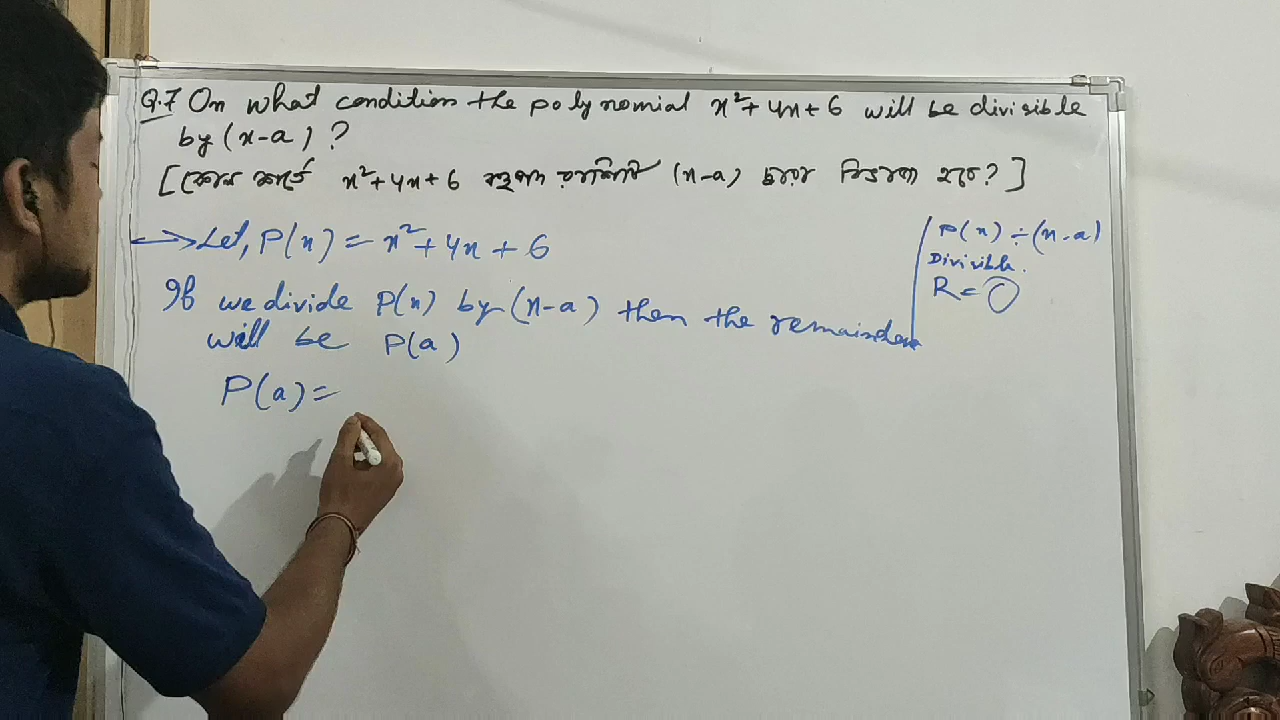 Q.7 On what condition the polynomial x²+4x+6 will be divisible
by (x-a) ?
[কোন শর্তে x²+4x+6 বহুপদ রাশিটি (x-a) দ্বারা বিভাজ্য হবে? ]
Let, P(x) = x²+4x+6
If we divide P(x) by (x-a) then the remainder
will be P(a)
P(a)=
P(x) ÷ (x-a)
Divisible.
R = 0